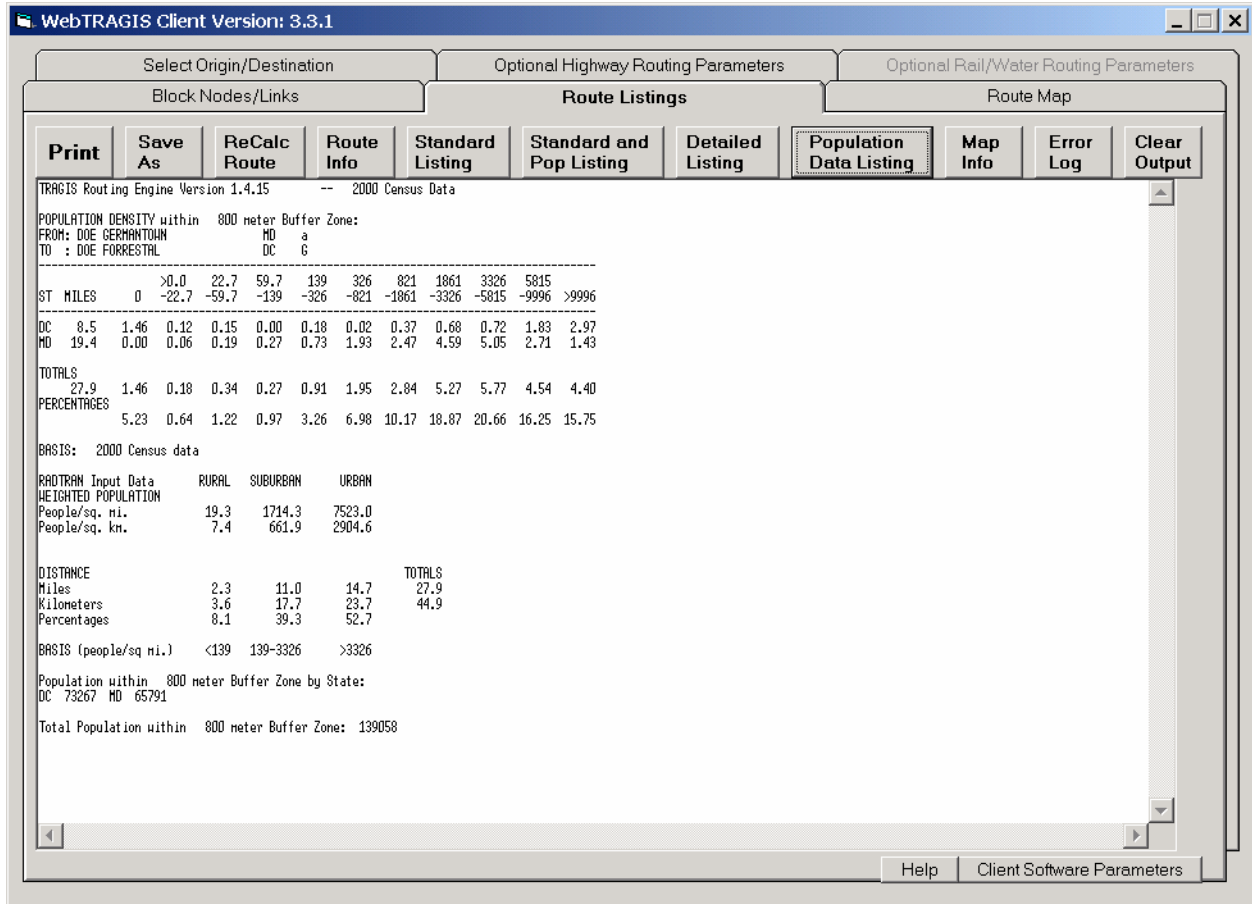 WebTRAGIS Client Version: 3.3.1
Select Origin/Destination Optional Highway Routing Parameters Optional Rail/Water Routing Parameters
Block Nodes/Links Route Listings Route Map
Print Save As ReCalc Route Route Info Standard Listing Standard and Pop Listing Detailed Listing Population Data Listing Map Info Error Log Clear Output
TRAGIS Routing Engine Version 1.4.15 -- 2000 Census Data
POPULATION DENSITY within 800 meter Buffer Zone:
FROM: DOE GERMANTOWN MD a
TO : DOE FORRESTAL DC G
--------------------------------------------------------------------------------
>0.0 22.7 59.7 139 326 821 1861 3326 5815
ST MILES 0 -22.7 -59.7 -139 -326 -821 -1861 -3326 -5815 -9996 >9996
--------------------------------------------------------------------------------
DC 8.5 1.46 0.12 0.15 0.00 0.18 0.02 0.37 0.68 0.72 1.83 2.97
MD 19.4 0.00 0.06 0.19 0.27 0.73 1.93 2.47 4.59 5.05 2.71 1.43
TOTALS
27.9 1.46 0.18 0.34 0.27 0.91 1.95 2.84 5.27 5.77 4.54 4.40
PERCENTAGES
5.23 0.64 1.22 0.97 3.26 6.98 10.17 18.87 20.66 16.25 15.75
BASIS: 2000 Census data
RADTRAN Input Data RURAL SUBURBAN URBAN
WEIGHTED POPULATION
People/sq. mi. 19.3 1714.3 7523.0
People/sq. km. 7.4 661.9 2904.6
DISTANCE TOTALS
Miles 2.3 11.0 14.7 27.9
Kilometers 3.6 17.7 23.7 44.9
Percentages 8.1 39.3 52.7
BASIS (people/sq mi.) <139 139-3326 >3326
Population within 800 meter Buffer Zone by State:
DC 73267 MD 65791
Total Population within 800 meter Buffer Zone: 139058
Help Client Software Parameters